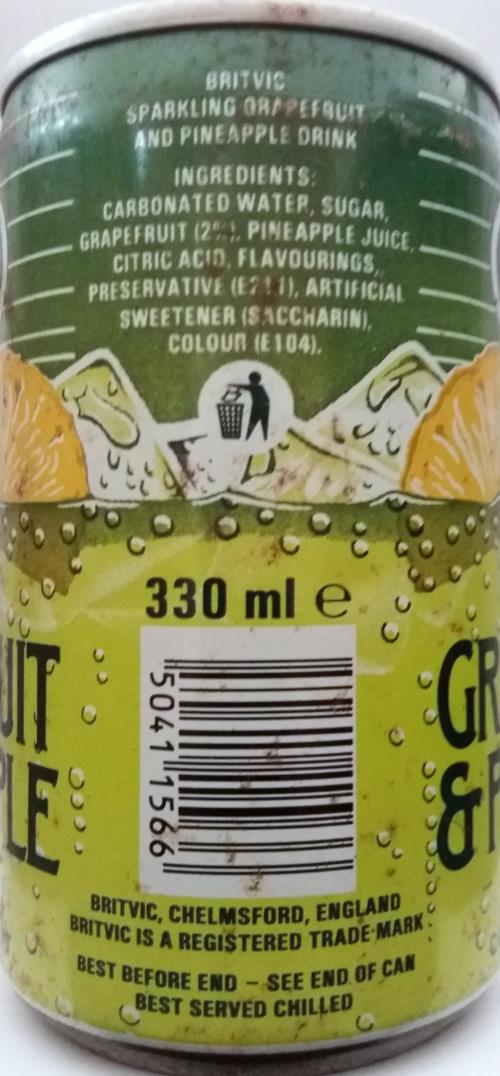 BRITVIC
SPARKLING GRAPEFRUIT
AND PINEAPPLE DRINK
INGREDIENTS:
CARBONATED WATER, SUGAR,
GRAPEFRUIT (2%), PINEAPPLE JUICE,
CITRIC ACID, FLAVOURINGS,
PRESERVATIVE (E211), ARTIFICIAL
SWEETENER (SACCHARIN),
COLOUR (E104).
330 ml e
UIT
PLE
GR
& P
5041 1566
BRITVIC, CHELMSFORD, ENGLAND
BRITVIC IS A REGISTERED TRADE MARK
BEST BEFORE END – SEE END OF CAN
BEST SERVED CHILLED